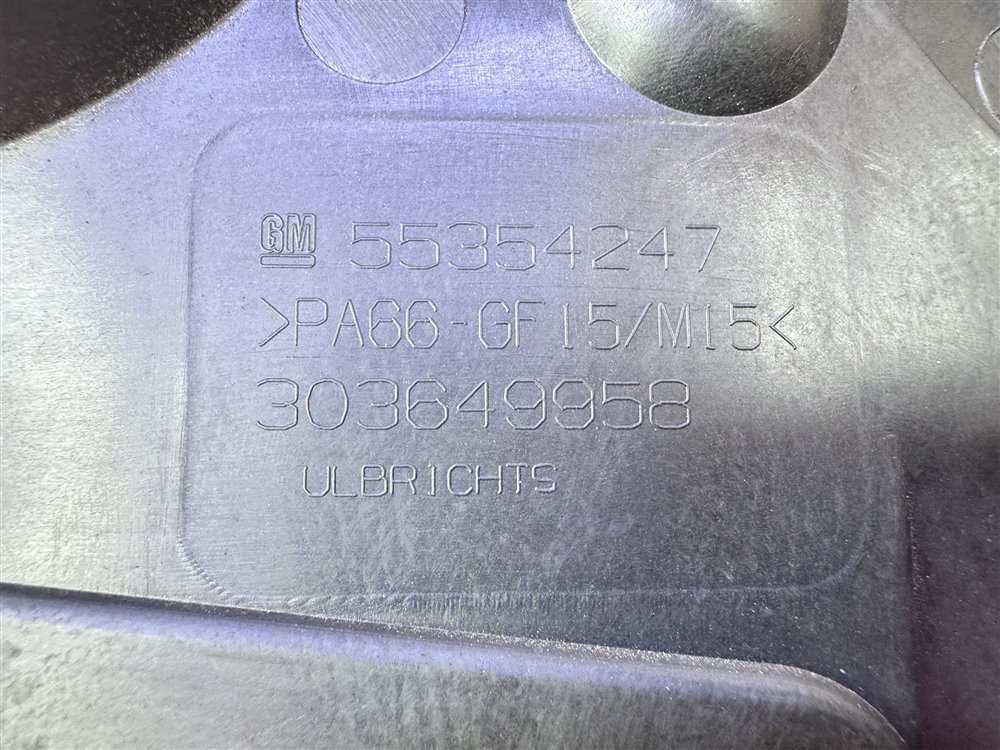 GM 55354247
>PA66-GF15/M15<
303649958
ULBRICHTS